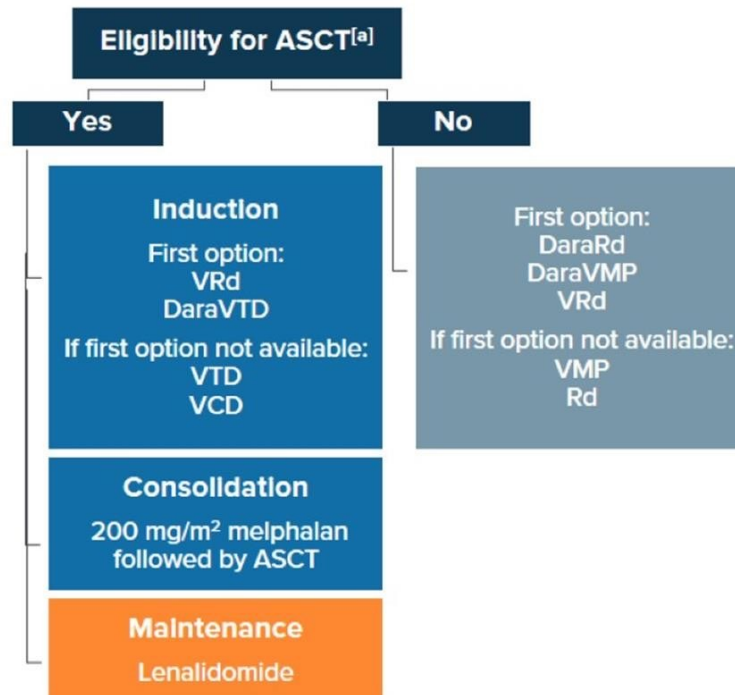 Eligibility for ASCT[a]
Yes
No
Induction
First option:
VRd
DaraVTD
If first option not available:
VTD
VCD
First option:
DaraRd
DaraVMP
VRd
If first option not available:
VMP
Rd
Consolidation
200 mg/m² melphalan
followed by ASCT
Maintenance
Lenalidomide